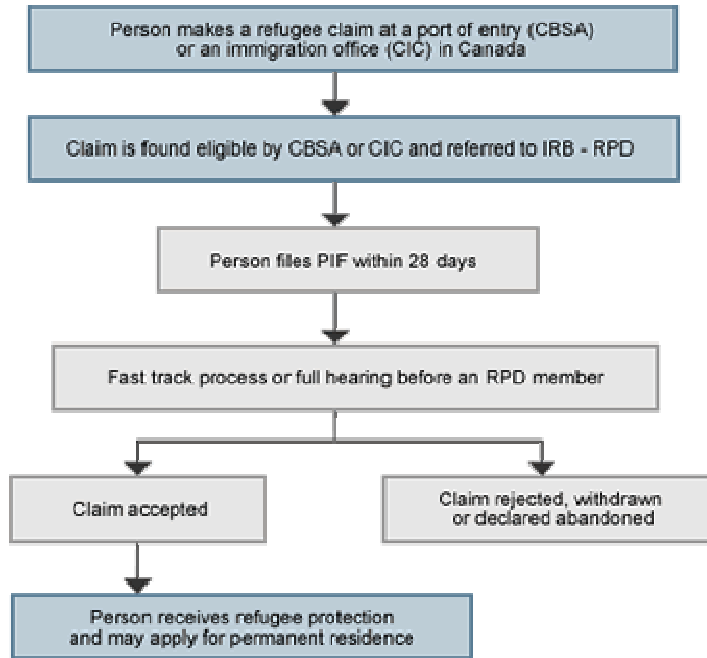 Person makes a refugee claim at a port of entry (CBSA)
or an immigration office (CIC) in Canada
Claim is found eligible by CBSA or CIC and referred to IRB - RPD
Person files PIF within 28 days
Fast track process or full hearing before an RPD member
Claim accepted
Claim rejected, withdrawn
or declared abandoned
Person receives refugee protection
and may apply for permanent residence